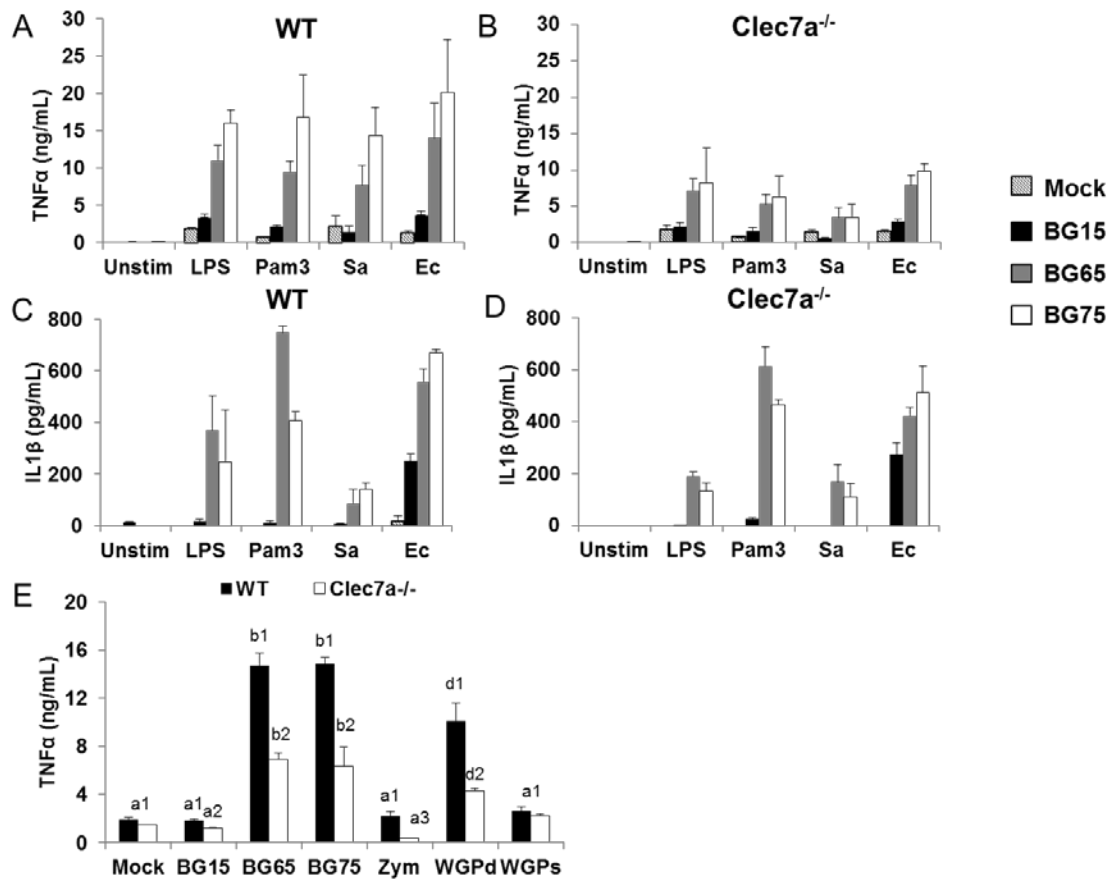 A
WT
30
25
20
15
10
5
0
TNFα (ng/mL)
Unstim LPS Pam3 Sa Ec
B
Clec7a-/-
30
25
20
15
10
5
0
TNFα (ng/mL)
Unstim LPS Pam3 Sa Ec
Mock
BG15
BG65
BG75
C
WT
800
600
400
200
0
IL1β (pg/mL)
Unstim LPS Pam3 Sa Ec
D
Clec7a-/-
800
600
400
200
0
IL1β (pg/mL)
Unstim LPS Pam3 Sa Ec
E
WT Clec7a-/-
20
16
12
8
4
0
TNFα (ng/mL)
a1 a1 a2 b1 b2 b1 b2 a1 a3 d1 d2 a1
Mock BG15 BG65 BG75 Zym WGPd WGPs